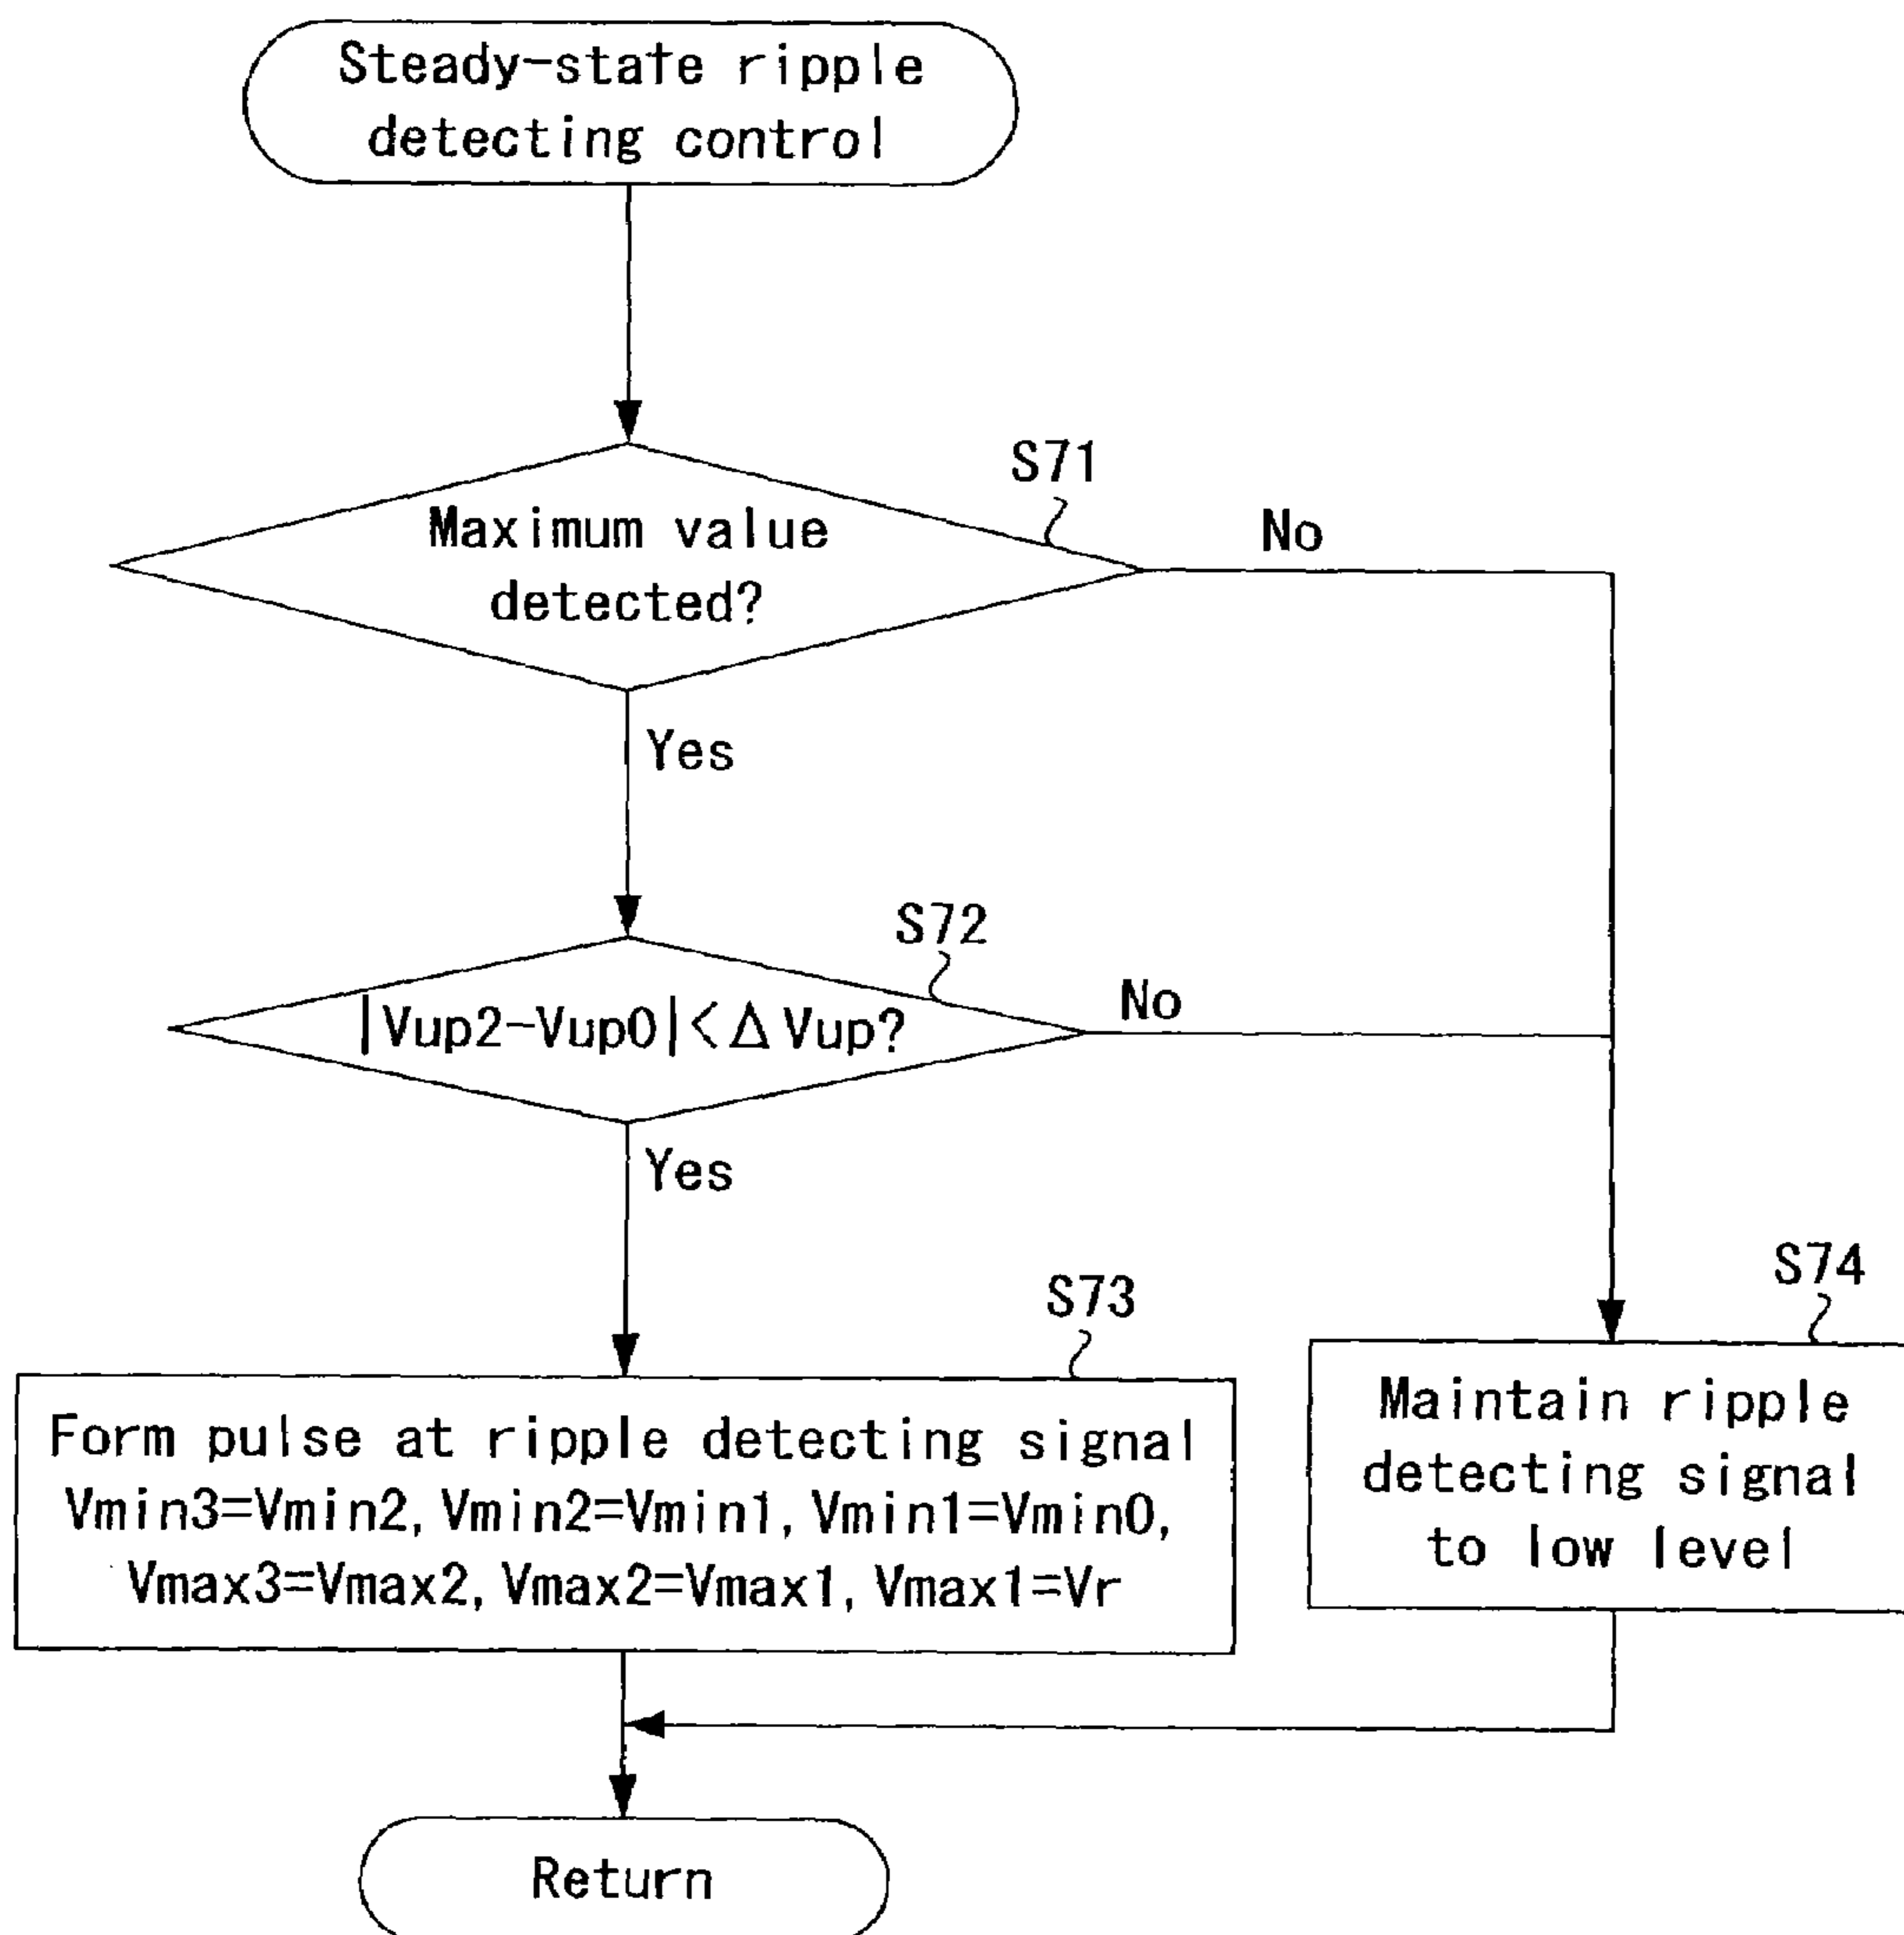 Steady-state ripple
detecting control
S71
Maximum value
detected?
No
Yes
S72
|Vup2-Vup0|<Δ Vup?
No
Yes
S73
Form pulse at ripple detecting signal
Vmin3=Vmin2, Vmin2=Vmin1, Vmin1=Vmin0,
Vmax3=Vmax2, Vmax2=Vmax1, Vmax1=Vr
S74
Maintain ripple
detecting signal
to low level
Return